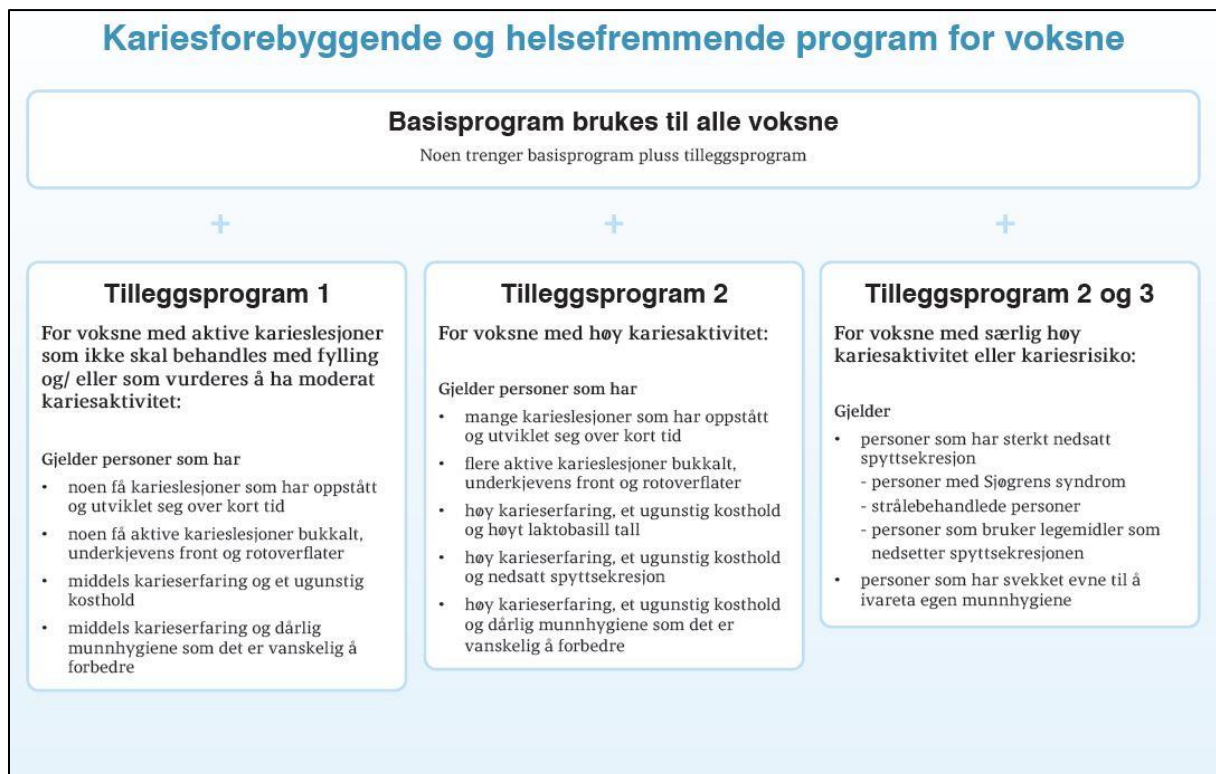 Kariesforebyggende og helsefremmende program for voksne
Basisprogram brukes til alle voksne
Noen trenger basisprogram pluss tilleggsprogram
+
+
+
Tilleggsprogram 1
For voksne med aktive karieslesjoner
som ikke skal behandles med fylling
og/ eller som vurderes å ha moderat
kariesaktivitet:
Gjelder personer som har
• noen få karieslesjoner som har oppstått
og utviklet seg over kort tid
• noen få aktive karieslesjoner bukkalt,
underkjevens front og rotoverflater
• middels karieserfaring og et ugunstig
kosthold
• middels karieserfaring og dårlig
munnhygiene som det er vanskelig å
forbedre
Tilleggsprogram 2
For voksne med høy kariesaktivitet:
Gjelder personer som har
• mange karieslesjoner som har oppstått
og utviklet seg over kort tid
• flere aktive karieslesjoner bukkalt,
underkjevens front og rotoverflater
• høy karieserfaring, et ugunstig kosthold
og høyt laktobasill tall
• høy karieserfaring, et ugunstig kosthold
og nedsatt spyttsekresjon
• høy karieserfaring, et ugunstig kosthold
og dårlig munnhygiene som det er
vanskelig å forbedre
Tilleggsprogram 2 og 3
For voksne med særlig høy
kariesaktivitet eller kariesrisiko:
Gjelder
• personer som har sterkt nedsatt
spyttsekresjon
- personer med Sjøgrens syndrom
- strålebehandlede personer
- personer som bruker legemidler som
nedsetter spyttsekresjonen
• personer som har svekket evne til å
ivareta egen munnhygiene